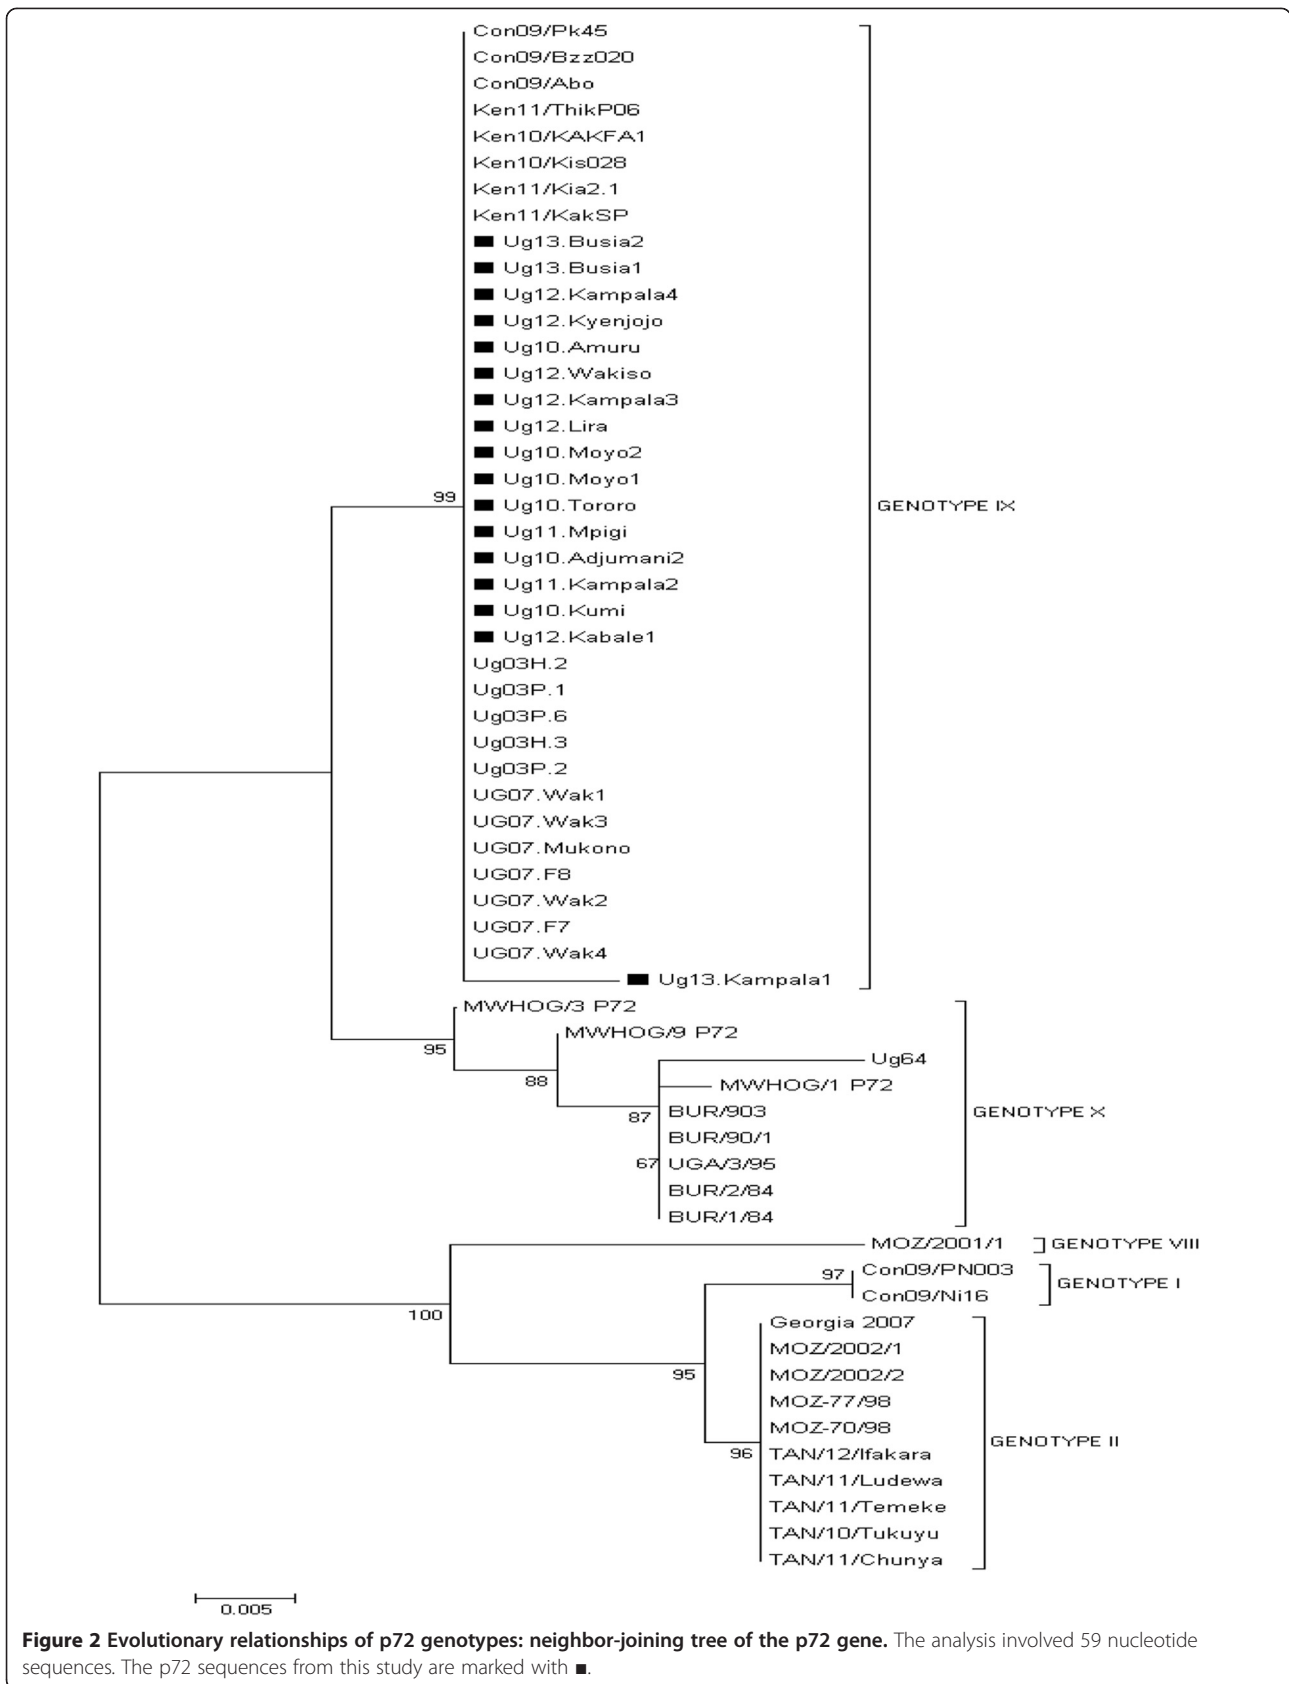 Con09/Pk45
Con09/Bzz020
Con09/Abo
Ken11/ThikP06
Ken10/KAKFA1
Ken10/Kis028
Ken11/Kia2.1
Ken11/KakSP
■ Ug13.Busia2
■ Ug13.Busia1
■ Ug12.Kampala4
■ Ug12.Kyenjojo
■ Ug10.Amuru
■ Ug12.Wakiso
■ Ug12.Kampala3
■ Ug12.Lira
■ Ug10.Moyo2
■ Ug10.Moyo1
99
■ Ug10.Tororo
GENOTYPE IX
■ Ug11.Mpigi
■ Ug10.Adjumani2
■ Ug11.Kampala2
■ Ug10.Kumi
■ Ug12.Kabale1
Ug03H.2
Ug03P.1
Ug03P.6
Ug03H.3
Ug03P.2
UG07.Wak1
UG07.Wak3
UG07.Mukono
UG07.F8
UG07.Wak2
UG07.F7
UG07.Wak4
■ Ug13.Kampala1
MWHOG/3 P72
MWHOG/9 P72
95
Ug64
88
MWHOG/1 P72
BUR/903
87
GENOTYPE X
BUR/90/1
67
UGA/3/95
BUR/2/84
BUR/1/84
MOZ/2001/1
GENOTYPE VIII
97
Con09/PN003
GENOTYPE I
Con09/Ni16
100
Georgia 2007
MOZ/2002/1
95
MOZ/2002/2
MOZ-77/98
MOZ-70/98
GENOTYPE II
96
TAN/12/Ifakara
TAN/11/Ludewa
TAN/11/Temeke
TAN/10/Tukuyu
TAN/11/Chunya
0.005
Figure 2 Evolutionary relationships of p72 genotypes: neighbor-joining tree of the p72 gene. The analysis involved 59 nucleotide
sequences. The p72 sequences from this study are marked with ■.